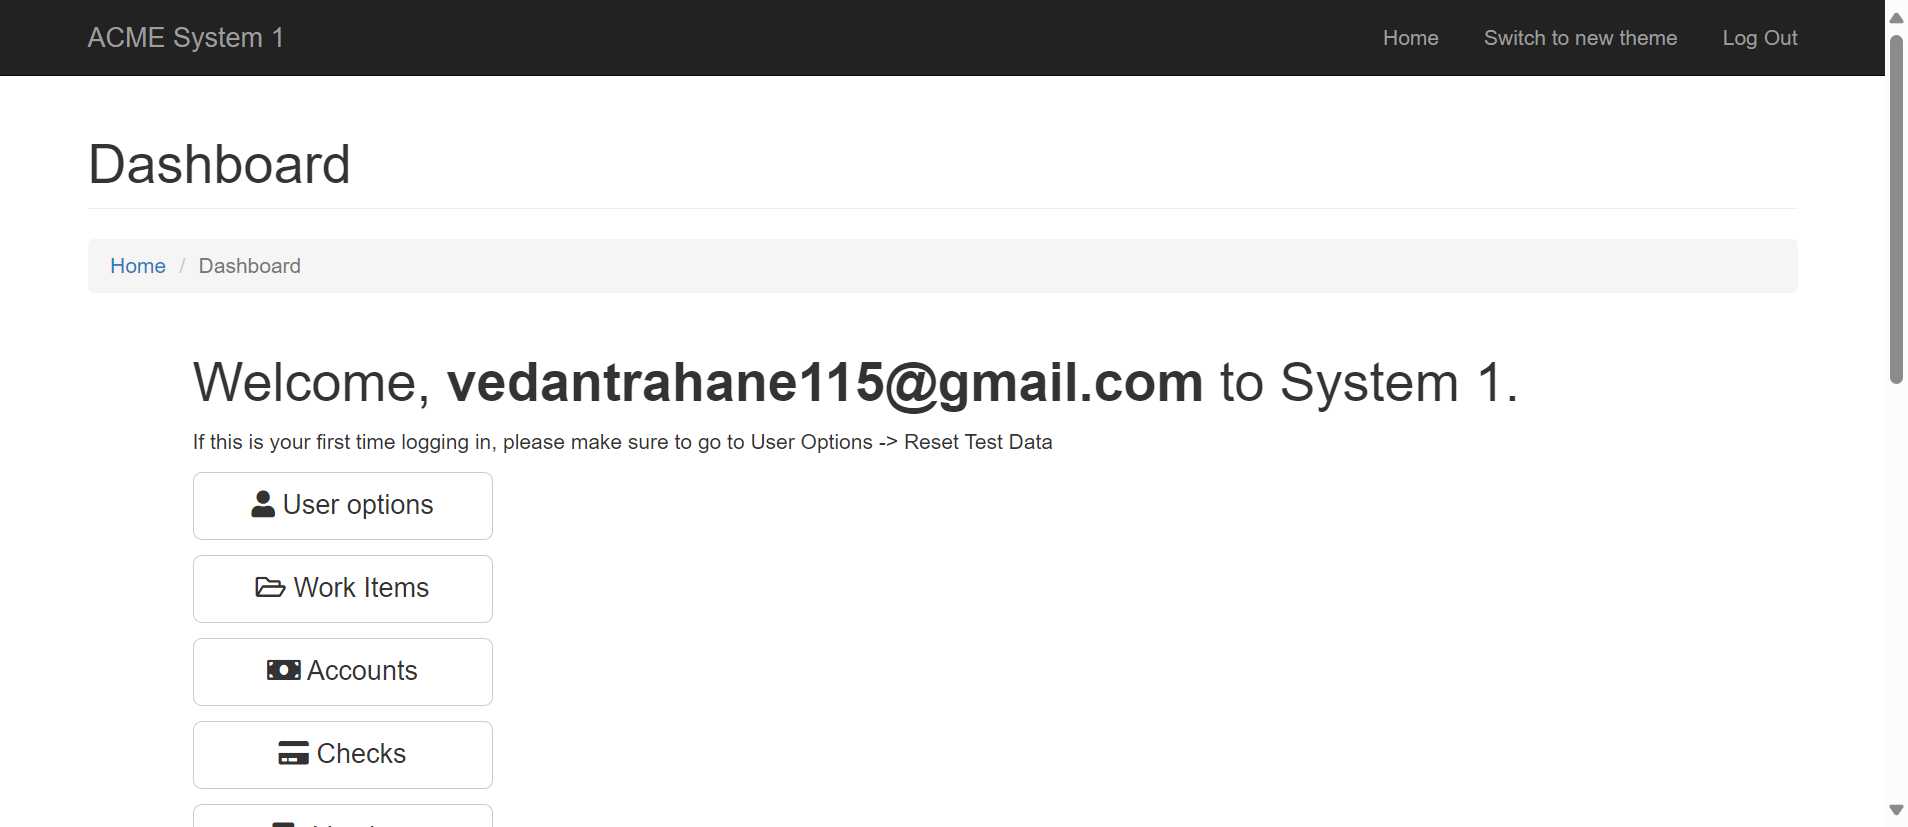 ACME System 1
Home
Switch to new theme
Log Out
Dashboard
Home / Dashboard
Welcome, vedantrahane115@gmail.com to System 1.
If this is your first time logging in, please make sure to go to User Options -> Reset Test Data
User options
Work Items
Accounts
Checks